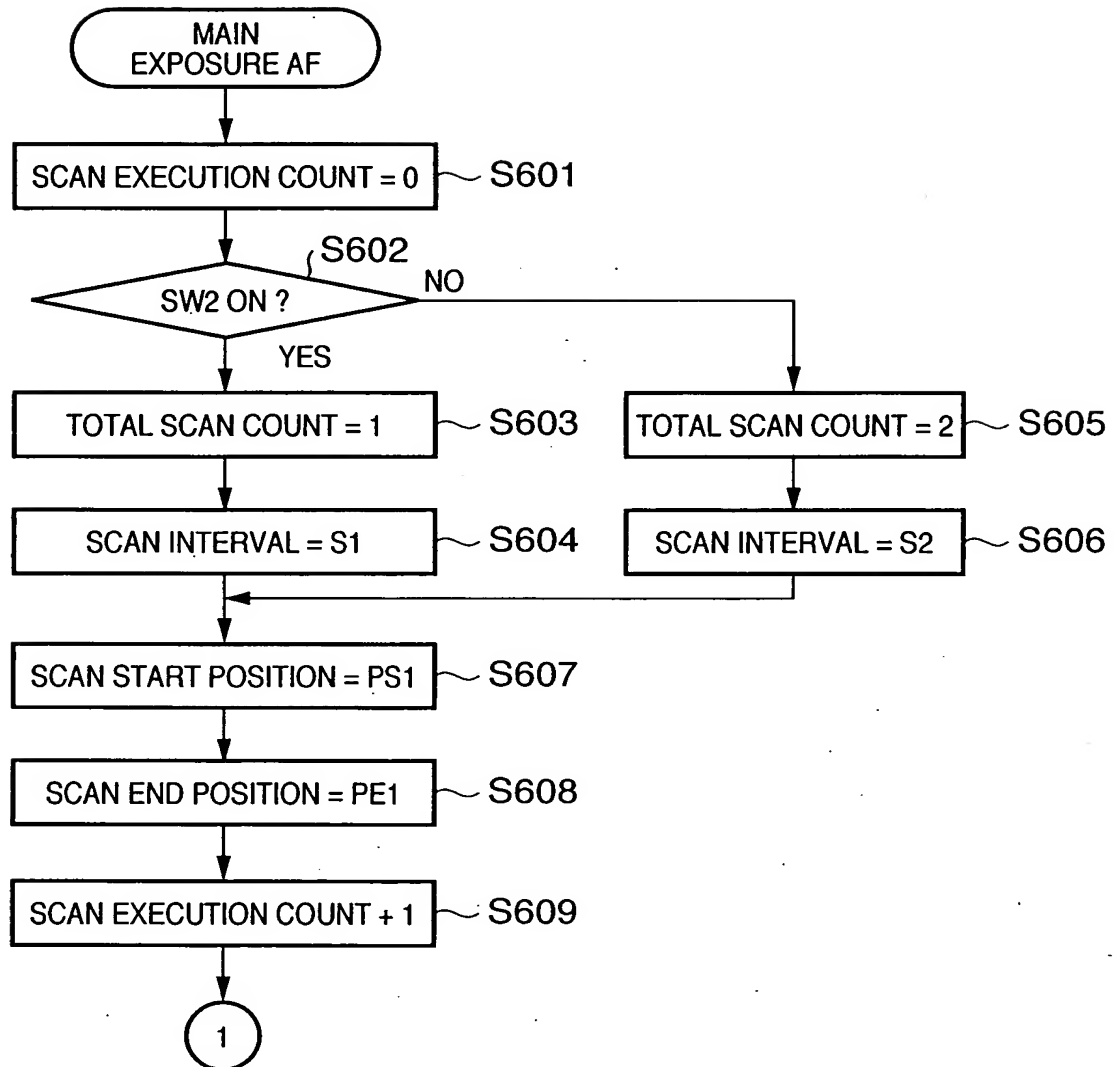 MAIN
EXPOSURE AF
SCAN EXECUTION COUNT = 0
S601
S602
SW2 ON ?
NO
YES
TOTAL SCAN COUNT = 1
S603
TOTAL SCAN COUNT = 2
S605
SCAN INTERVAL = S1
S604
SCAN INTERVAL = S2
S606
SCAN START POSITION = PS1
S607
SCAN END POSITION = PE1
S608
SCAN EXECUTION COUNT + 1
S609
1